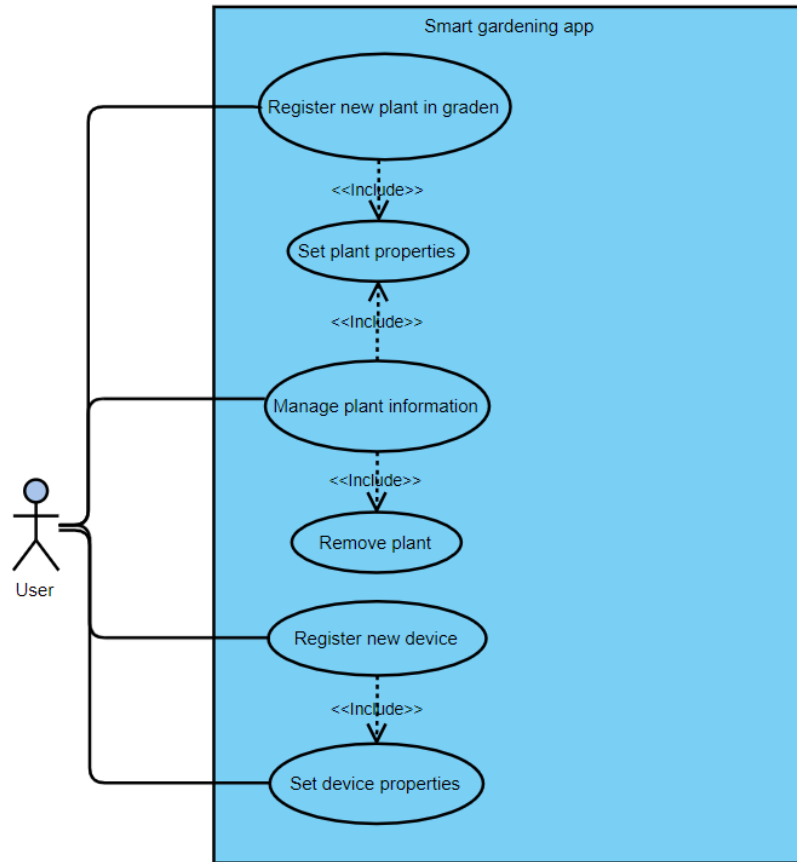 Smart gardening app
Register new plant in graden
<<Include>>
Set plant properties
<<Include>>
Manage plant information
<<Include>>
Remove plant
User
Register new device
<<Include>>
Set device properties